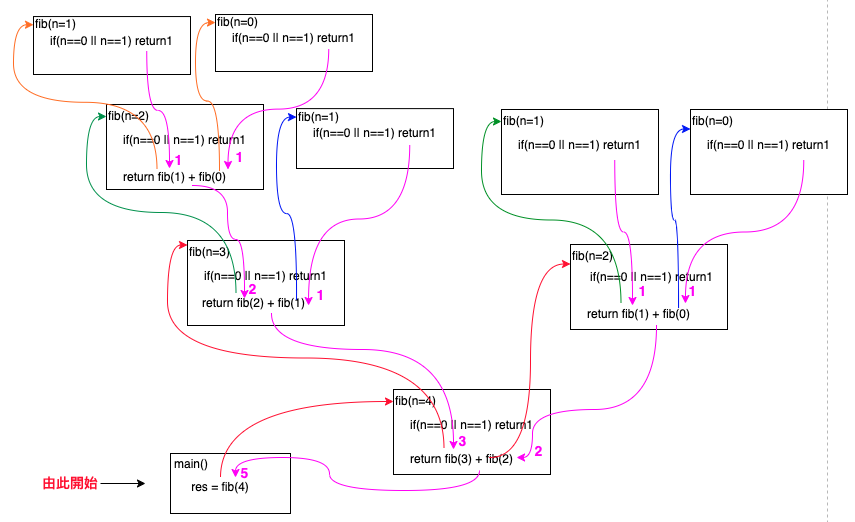 fib(n=1)
if(n==0 || n==1) return1
fib(n=0)
if(n==0 || n==1) return1
fib(n=2)
if(n==0 || n==1) return1
1
1
return fib(1) + fib(0)
fib(n=1)
if(n==0 || n==1) return1
fib(n=1)
if(n==0 || n==1) return1
fib(n=0)
if(n==0 || n==1) return1
fib(n=3)
if(n==0 || n==1) return1
2
1
return fib(2) + fib(1)
fib(n=2)
if(n==0 || n==1) return1
1
1
return fib(1) + fib(0)
fib(n=4)
if(n==0 || n==1) return1
3
2
return fib(3) + fib(2)
main()
5
res = fib(4)
由此開始